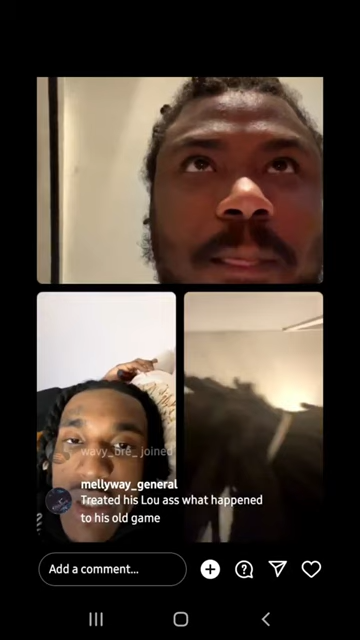 wavy_bre_ joined
mellyway_general
Treated his Lou ass what happened
to his old game
Add a comment...